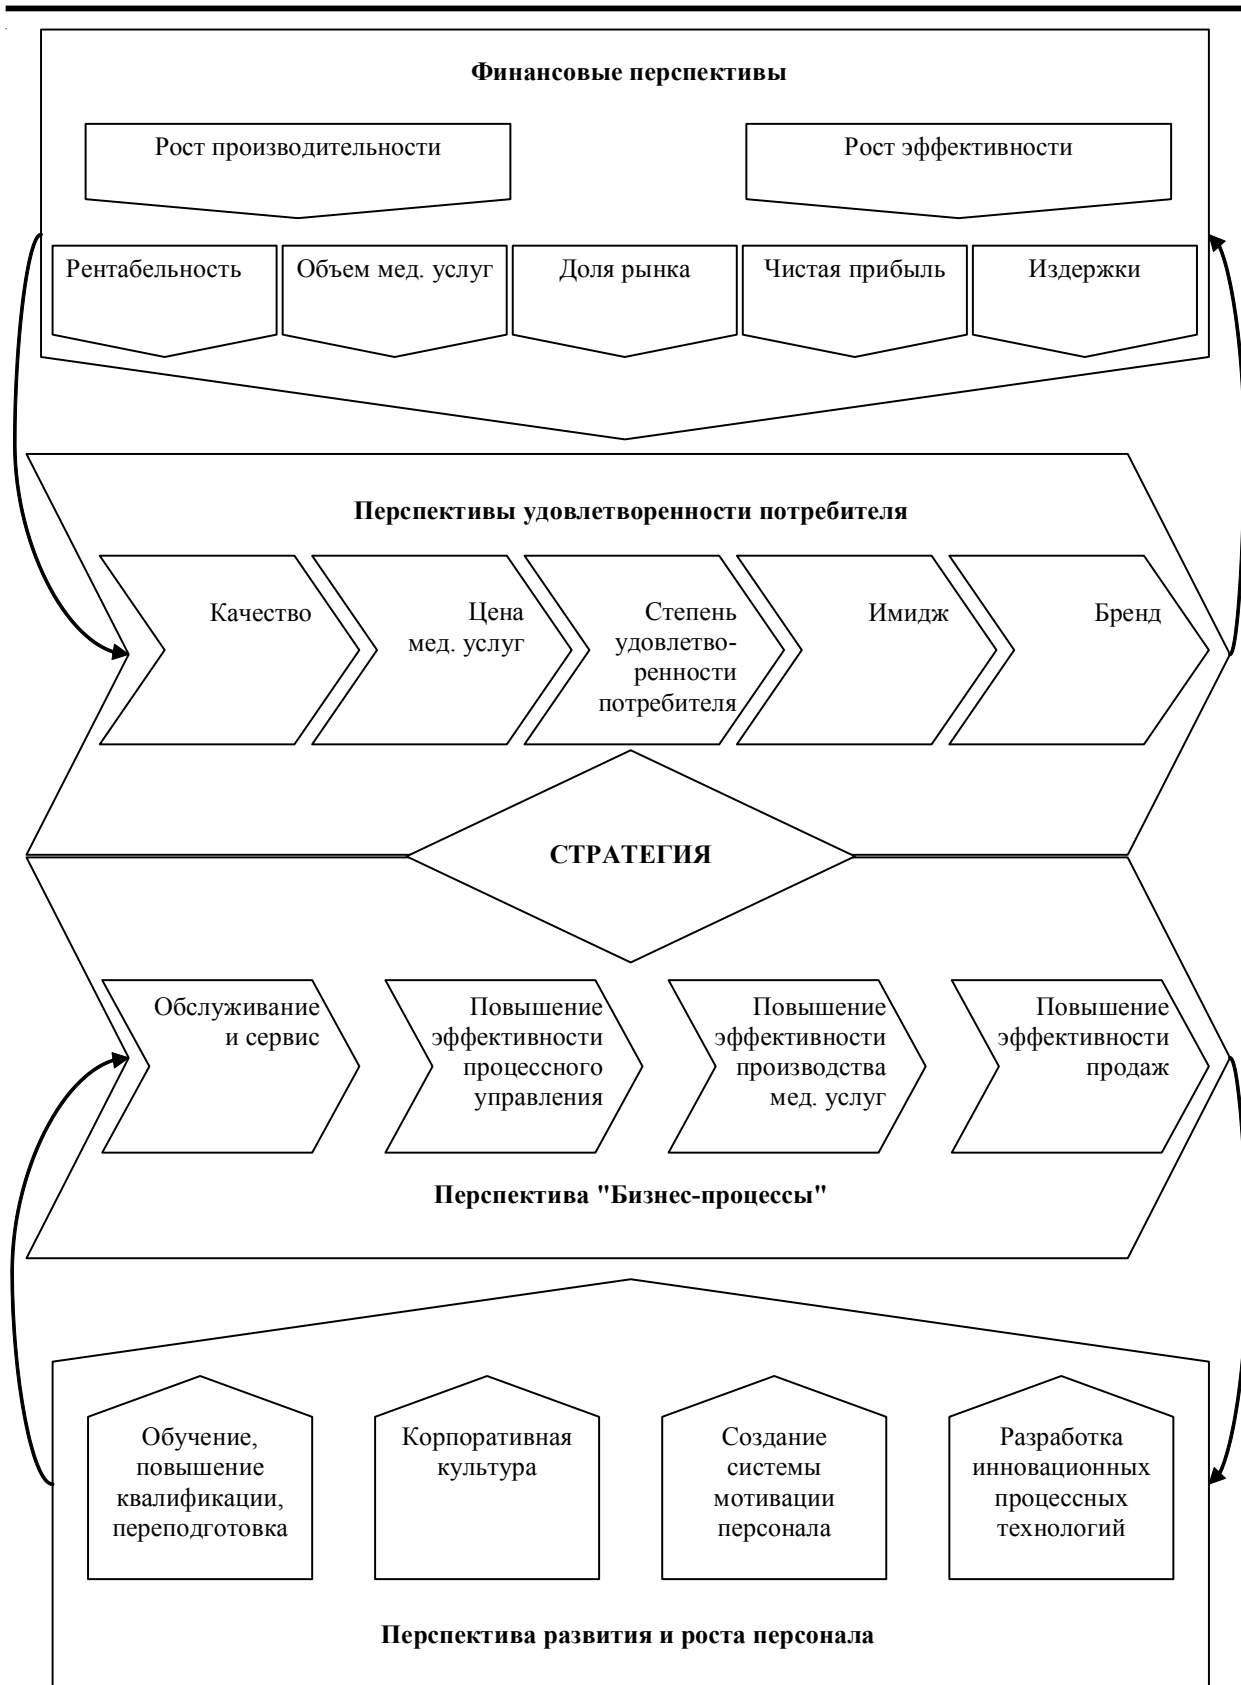 Финансовые перспективы
Рост производительности
Рост эффективности
Рентабельность
Объем мед. услуг
Доля рынка
Чистая прибыль
Издержки
Перспективы удовлетворенности потребителя
Качество
Цена
мед. услуг
Степень
удовлетво-
ренности
потребителя
Имидж
Бренд
СТРАТЕГИЯ
Обслуживание
и сервис
Повышение
эффективности
процессного
управления
Повышение
эффективности
производства
мед. услуг
Повышение
эффективности
продаж
Перспектива "Бизнес-процессы"
Обучение,
повышение
квалификации,
переподготовка
Корпоративная
культура
Создание
системы
мотивации
персонала
Разработка
инновационных
процессных
технологий
Перспектива развития и роста персонала